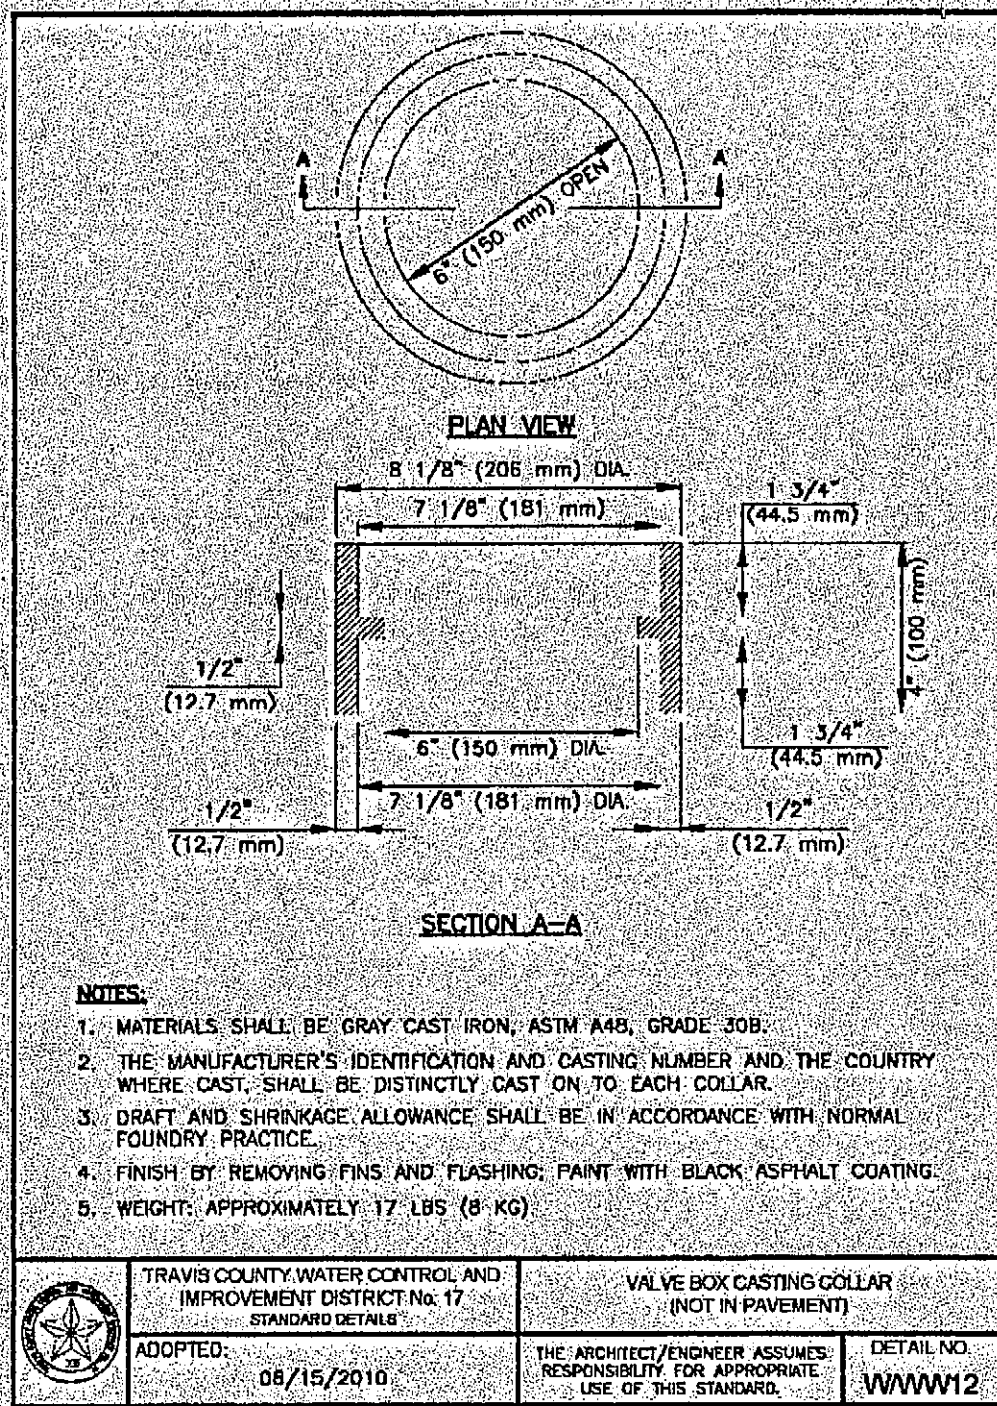 A
A
6" (150 mm) OPEN
PLAN VIEW
8 1/8" (206 mm) DIA.
7 1/8" (181 mm)
1 3/4"
(44.5 mm)
4" (100 mm)
1/2"
(12.7 mm)
6" (150 mm) DIA.
1 3/4"
(44.5 mm)
7 1/8" (181 mm) DIA.
1/2"
(12.7 mm)
1/2"
(12.7 mm)
SECTION A-A
NOTES:
1. MATERIALS SHALL BE GRAY CAST IRON, ASTM A48, GRADE 30B.
2. THE MANUFACTURER'S IDENTIFICATION AND CASTING NUMBER AND THE COUNTRY
WHERE CAST, SHALL BE DISTINCTLY CAST ON TO EACH COLLAR.
3. DRAFT AND SHRINKAGE ALLOWANCE SHALL BE IN ACCORDANCE WITH NORMAL
FOUNDRY PRACTICE.
4. FINISH BY REMOVING FINS AND FLASHING; PAINT WITH BLACK ASPHALT COATING.
5. WEIGHT: APPROXIMATELY 17 LBS (8 KG)
TRAVIS COUNTY WATER CONTROL AND
IMPROVEMENT DISTRICT No. 17
STANDARD DETAILS
VALVE BOX CASTING COLLAR
(NOT IN PAVEMENT)
ADOPTED:
08/15/2010
THE ARCHITECT/ENGINEER ASSUMES
RESPONSIBILITY FOR APPROPRIATE
USE OF THIS STANDARD.
DETAIL NO.
W/WW12